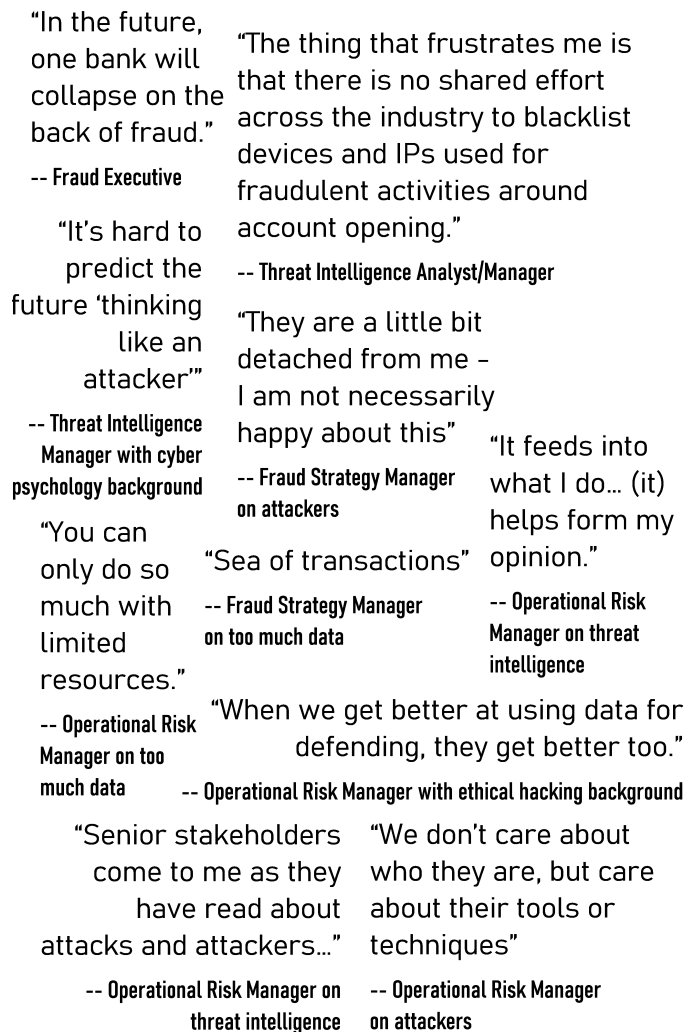 “In the future,
one bank will
collapse on the
back of fraud.”
-- Fraud Executive
“The thing that frustrates me is
that there is no shared effort
across the industry to blacklist
devices and IPs used for
fraudulent activities around
account opening.”
-- Threat Intelligence Analyst/Manager
“It’s hard to
predict the
future ‘thinking
like an
attacker’”
-- Threat Intelligence
Manager with cyber
psychology background
“They are a little bit
detached from me -
I am not necessarily
happy about this”
-- Fraud Strategy Manager
on attackers
“It feeds into
what I do... (it)
helps form my
opinion.”
-- Operational Risk
Manager on threat
intelligence
“You can
only do so
much with
limited
resources.”
-- Operational Risk
Manager on too
much data
“Sea of transactions”
-- Fraud Strategy Manager
on too much data
“When we get better at using data for
defending, they get better too.”
-- Operational Risk Manager with ethical hacking background
“Senior stakeholders
come to me as they
have read about
attacks and attackers...”
-- Operational Risk Manager on
threat intelligence
“We don’t care about
who they are, but care
about their tools or
techniques”
-- Operational Risk Manager
on attackers